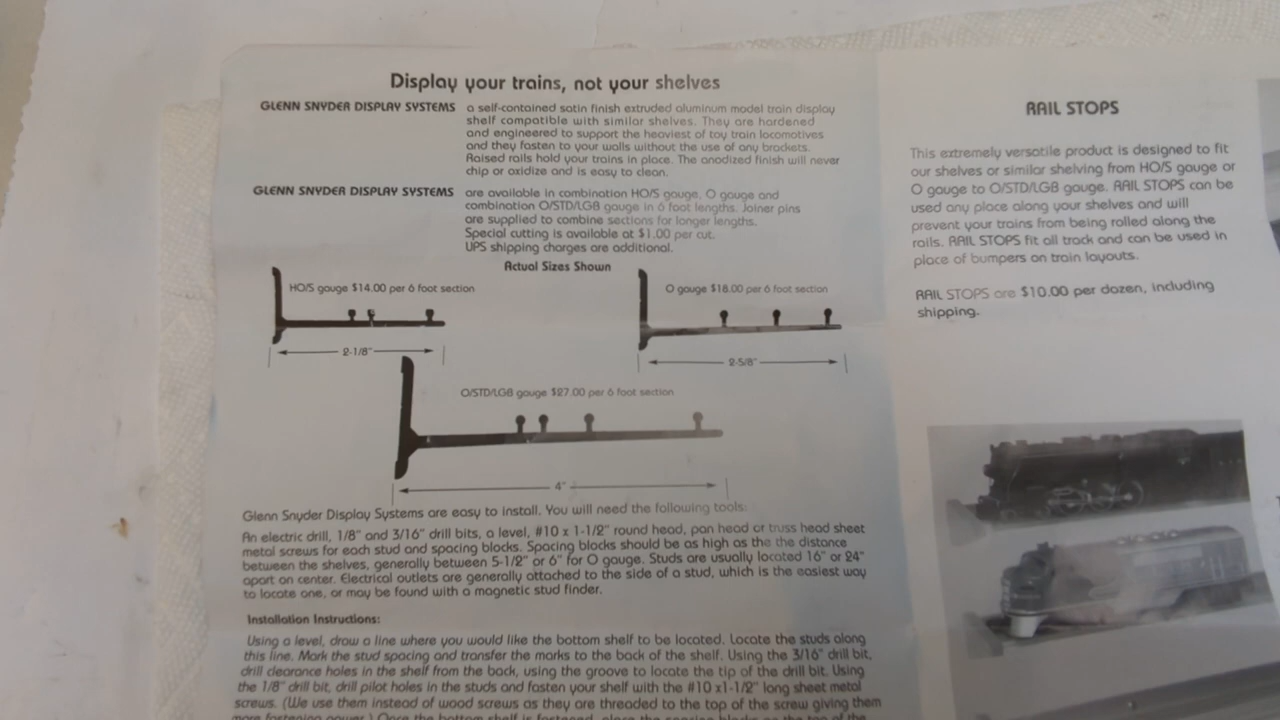 Display your trains, not your shelves
GLENN SNYDER DISPLAY SYSTEMS a self-contained satin finish extruded aluminum model train display
shelf compatible with similar shelves. They are hardened
and engineered to support the heaviest of toy train locomotives
and they fasten to your walls without the use of any brackets.
Raised rails hold your trains in place. The anodized finish will never
chip or oxidize and is easy to clean.
GLENN SNYDER DISPLAY SYSTEMS are available in combination HO/S gauge, O gauge and
combination O/STD/LGB gauge in 6 foot lengths. Joiner pins
are supplied to combine sections for longer lengths.
Special cutting is available at $1.00 per cut.
UPS shipping charges are additional.
Actual Sizes Shown
HO/S gauge $14.00 per 6 foot section
2-1/8"
O gauge $18.00 per 6 foot section
2-5/8"
O/STD/LGB gauge $27.00 per 6 foot section
4"
Glenn Snyder Display Systems are easy to install. You will need the following tools:
An electric drill, 1/8" and 3/16" drill bits, a level, #10 x 1-1/2" round head, pan head or truss head sheet
metal screws for each stud and spacing blocks. Spacing blocks should be as high as the the distance
between the shelves, generally between 5-1/2" or 6" for O gauge. Studs are usually located 16" or 24"
apart on center. Electrical outlets are generally attached to the side of a stud, which is the easiest way
to locate one, or may be found with a magnetic stud finder.
Installation Instructions:
Using a level, draw a line where you would like the bottom shelf to be located. Locate the studs along
this line. Mark the stud spacing and transfer the marks to the back of the shelf. Using the 3/16" drill bit,
drill clearance holes in the shelf from the back, using the groove to locate the tip of the drill bit. Using
the 1/8" drill bit, drill pilot holes in the studs and fasten your shelf with the #10 x1-1/2" long sheet metal
screws. (We use them instead of wood screws as they are threaded to the top of the screw giving them
more fastening power.) Once the bottom shelf is fastened, place the spacing blocks on the top of the
RAIL STOPS
This extremely versatile product is designed to fit
our shelves or similar shelving from HO/S gauge or
O gauge to O/STD/LGB gauge. RAIL STOPS can be
used any place along your shelves and will
prevent your trains from being rolled along the
rails. RAIL STOPS fit all track and can be used in
place of bumpers on train layouts.
RAIL STOPS are $10.00 per dozen, including
shipping.